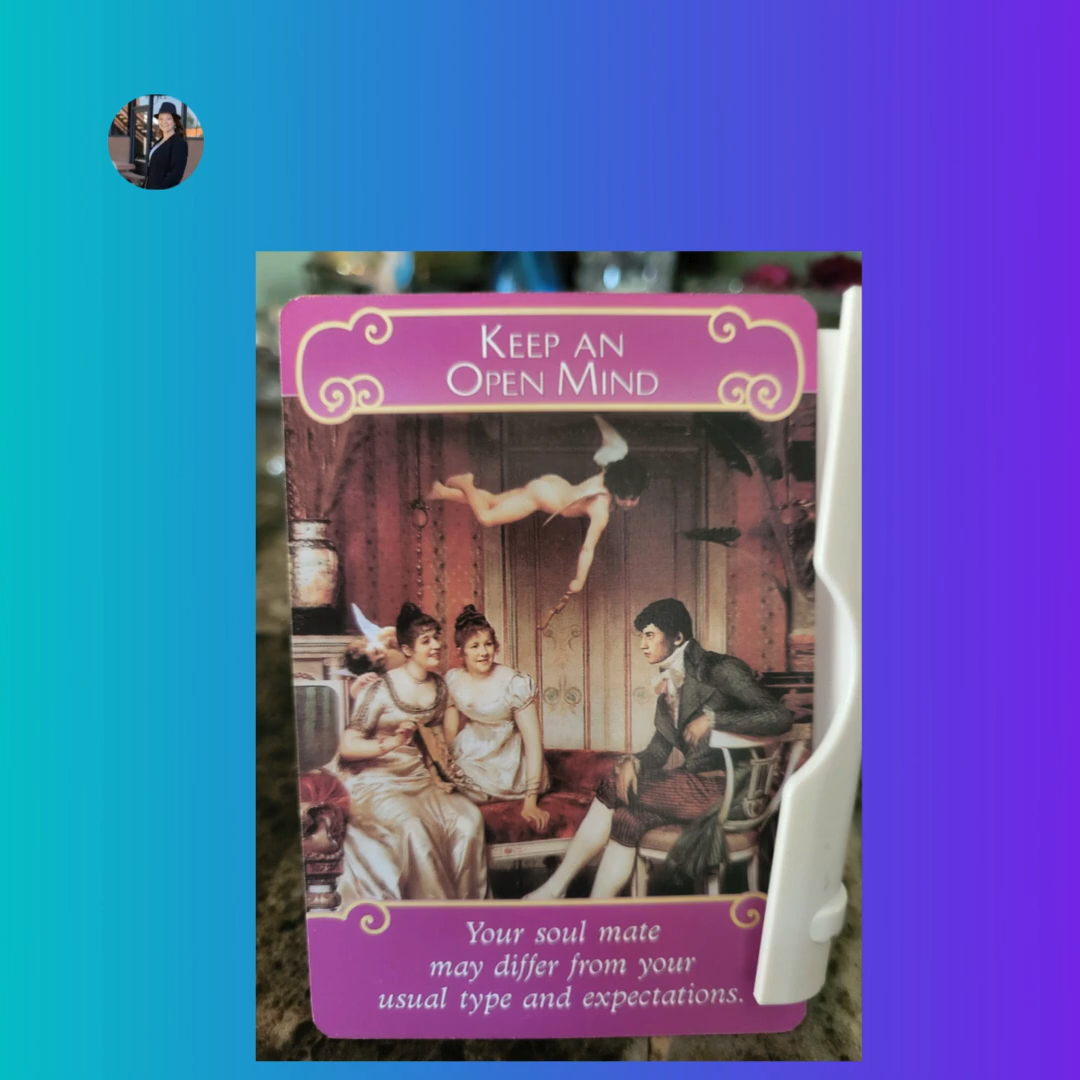 Keep an
Open Mind
Your soul mate
may differ from your
usual type and expectations.